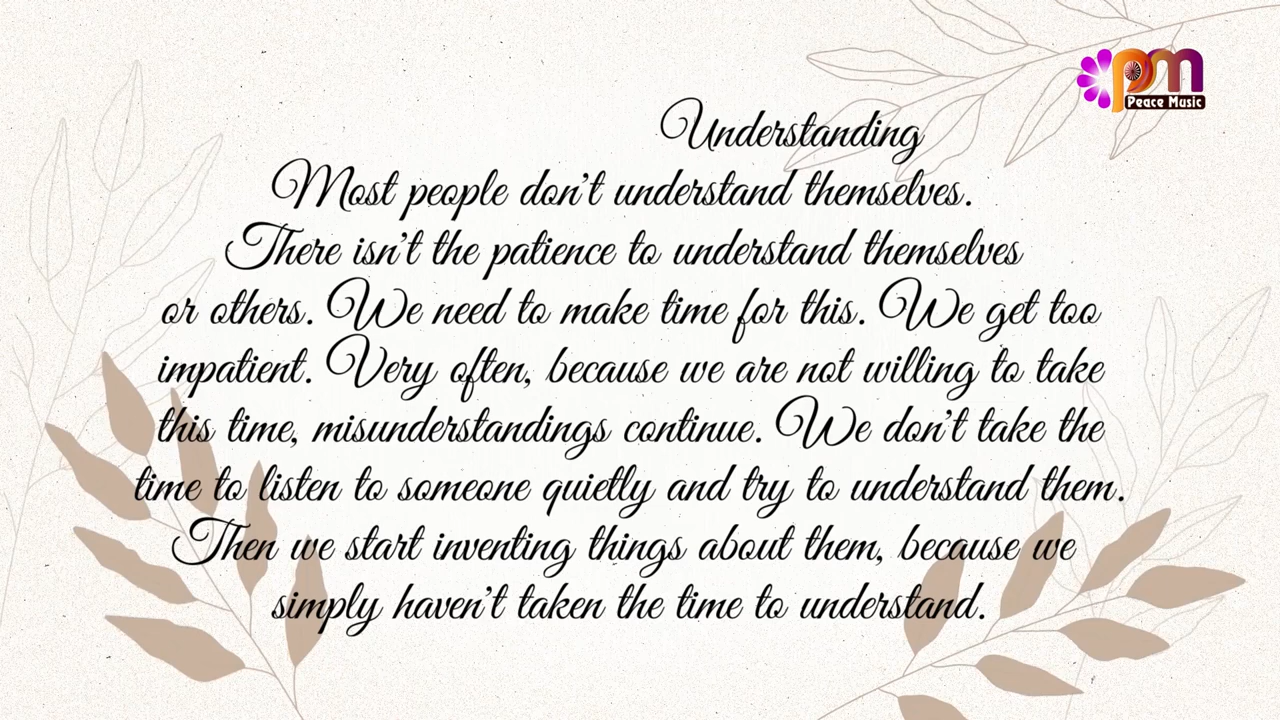 pm
Peace Music
Understanding
Most people don't understand themselves.
There isn't the patience to understand themselves
or others. We need to make time for this. We get too
impatient. Very often, because we are not willing to take
this time, misunderstandings continue. We don't take the
time to listen to someone quietly and try to understand them.
Then we start inventing things about them, because we
simply haven't taken the time to understand.